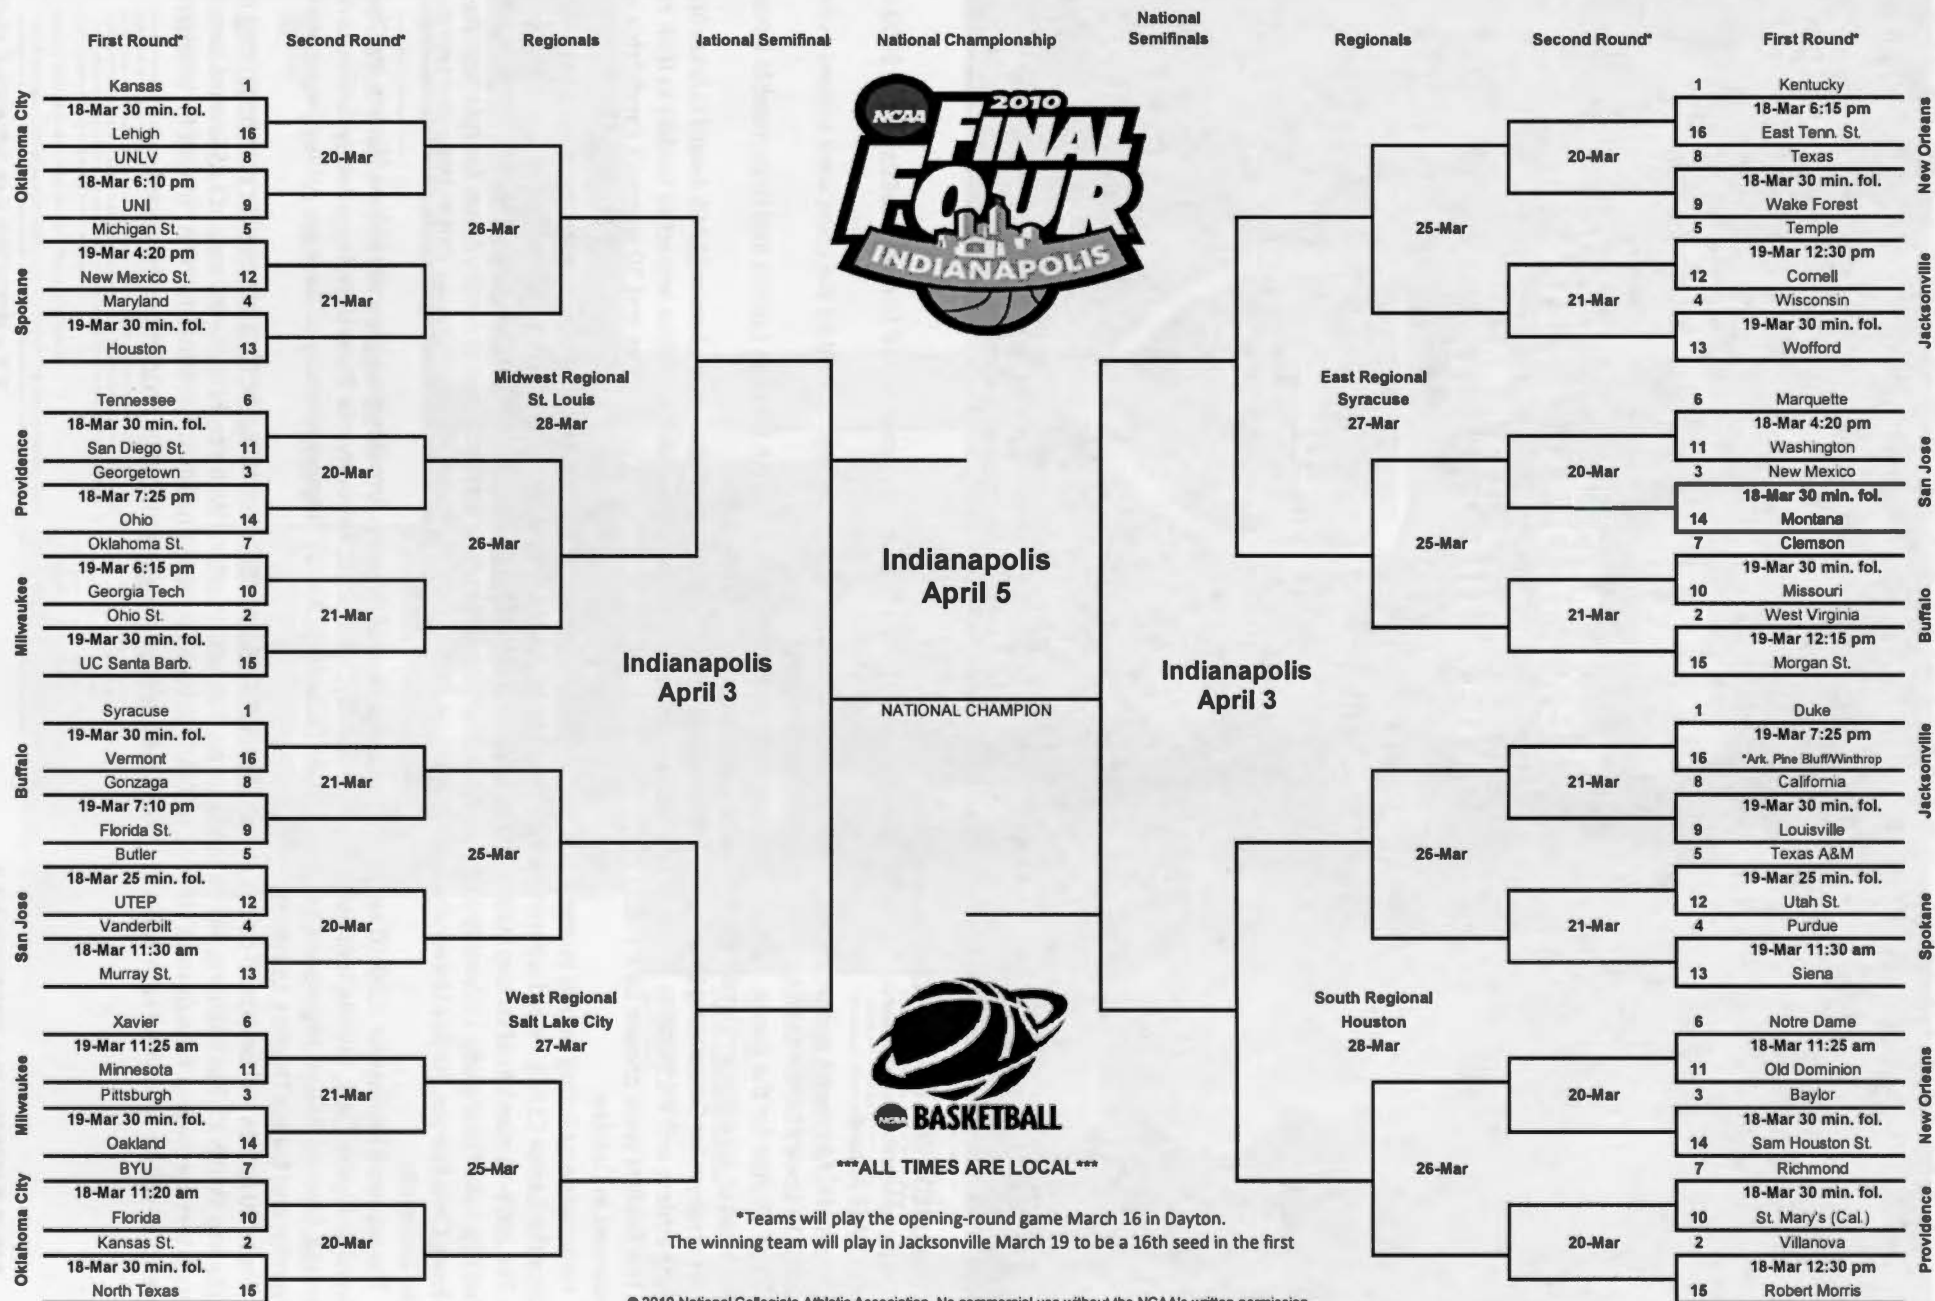 First Round* Second Round* Regionals National Semifinal National Championship National Semifinals Regionals Second Round* First Round*
Oklahoma City
Kansas 1
18-Mar 30 min. fol.
Lehigh 16
UNLV 8
18-Mar 6:10 pm
UNI 9
20-Mar
Spokane
Michigan St. 5
19-Mar 4:20 pm
New Mexico St. 12
Maryland 4
19-Mar 30 min. fol.
Houston 13
21-Mar
26-Mar
Midwest Regional
St. Louis
28-Mar
Providence
Tennessee 6
18-Mar 30 min. fol.
San Diego St. 11
Georgetown 3
18-Mar 7:25 pm
Ohio 14
20-Mar
Milwaukee
Oklahoma St. 7
19-Mar 6:15 pm
Georgia Tech 10
Ohio St. 2
19-Mar 30 min. fol.
UC Santa Barb. 15
21-Mar
26-Mar
Indianapolis
April 3
Buffalo
Syracuse 1
19-Mar 30 min. fol.
Vermont 16
Gonzaga 8
19-Mar 7:10 pm
Florida St. 9
21-Mar
San Jose
Butler 5
18-Mar 25 min. fol.
UTEP 12
Vanderbilt 4
18-Mar 11:30 am
Murray St. 13
20-Mar
25-Mar
West Regional
Salt Lake City
27-Mar
Milwaukee
Xavier 6
19-Mar 11:25 am
Minnesota 11
Pittsburgh 3
19-Mar 30 min. fol.
Oakland 14
21-Mar
Oklahoma City
BYU 7
18-Mar 11:20 am
Florida 10
Kansas St. 2
18-Mar 30 min. fol.
North Texas 15
20-Mar
25-Mar
NCAA
2010
FINAL
FOUR
INDIANAPOLIS
Indianapolis
April 5
NATIONAL CHAMPION
NCAA BASKETBALL
***ALL TIMES ARE LOCAL***
*Teams will play the opening-round game March 16 in Dayton.
The winning team will play in Jacksonville March 19 to be a 16th seed in the first
© 2010 National Collegiate Athletic Association. No commercial use without the NCAA's written permission
New Orleans
1 Kentucky
18-Mar 6:15 pm
16 East Tenn. St.
8 Texas
18-Mar 30 min. fol.
9 Wake Forest
20-Mar
Jacksonville
5 Temple
19-Mar 12:30 pm
12 Cornell
4 Wisconsin
19-Mar 30 min. fol.
13 Wofford
21-Mar
25-Mar
East Regional
Syracuse
27-Mar
San Jose
6 Marquette
18-Mar 4:20 pm
11 Washington
3 New Mexico
18-Mar 30 min. fol.
14 Montana
20-Mar
Buffalo
7 Clemson
19-Mar 30 min. fol.
10 Missouri
2 West Virginia
19-Mar 12:15 pm
15 Morgan St.
21-Mar
25-Mar
Indianapolis
April 3
Jacksonville
1 Duke
19-Mar 7:25 pm
16 *Ark. Pine Bluff/Winthrop
8 California
19-Mar 30 min. fol.
9 Louisville
21-Mar
Spokane
5 Texas A&M
19-Mar 25 min. fol.
12 Utah St.
4 Purdue
19-Mar 11:30 am
13 Siena
21-Mar
26-Mar
South Regional
Houston
28-Mar
New Orleans
6 Notre Dame
18-Mar 11:25 am
11 Old Dominion
3 Baylor
18-Mar 30 min. fol.
14 Sam Houston St.
20-Mar
Providence
7 Richmond
18-Mar 30 min. fol.
10 St. Mary's (Cal.)
2 Villanova
18-Mar 12:30 pm
15 Robert Morris
20-Mar
26-Mar